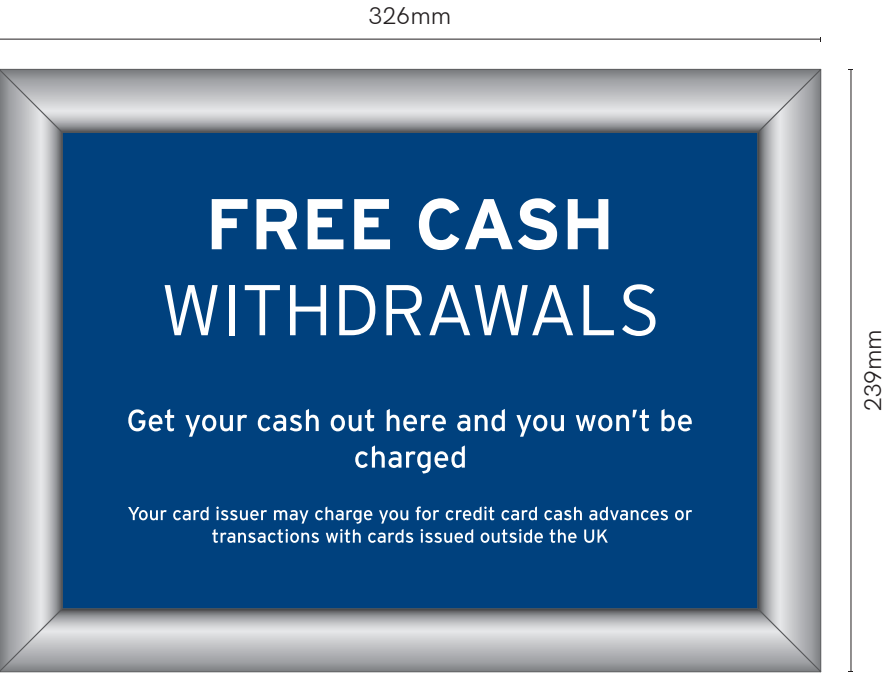 326mm
FREE CASH
WITHDRAWALS
239mm
Get your cash out here and you won't be
charged
Your card issuer may charge you for credit card cash advances or
transactions with cards issued outside the UK